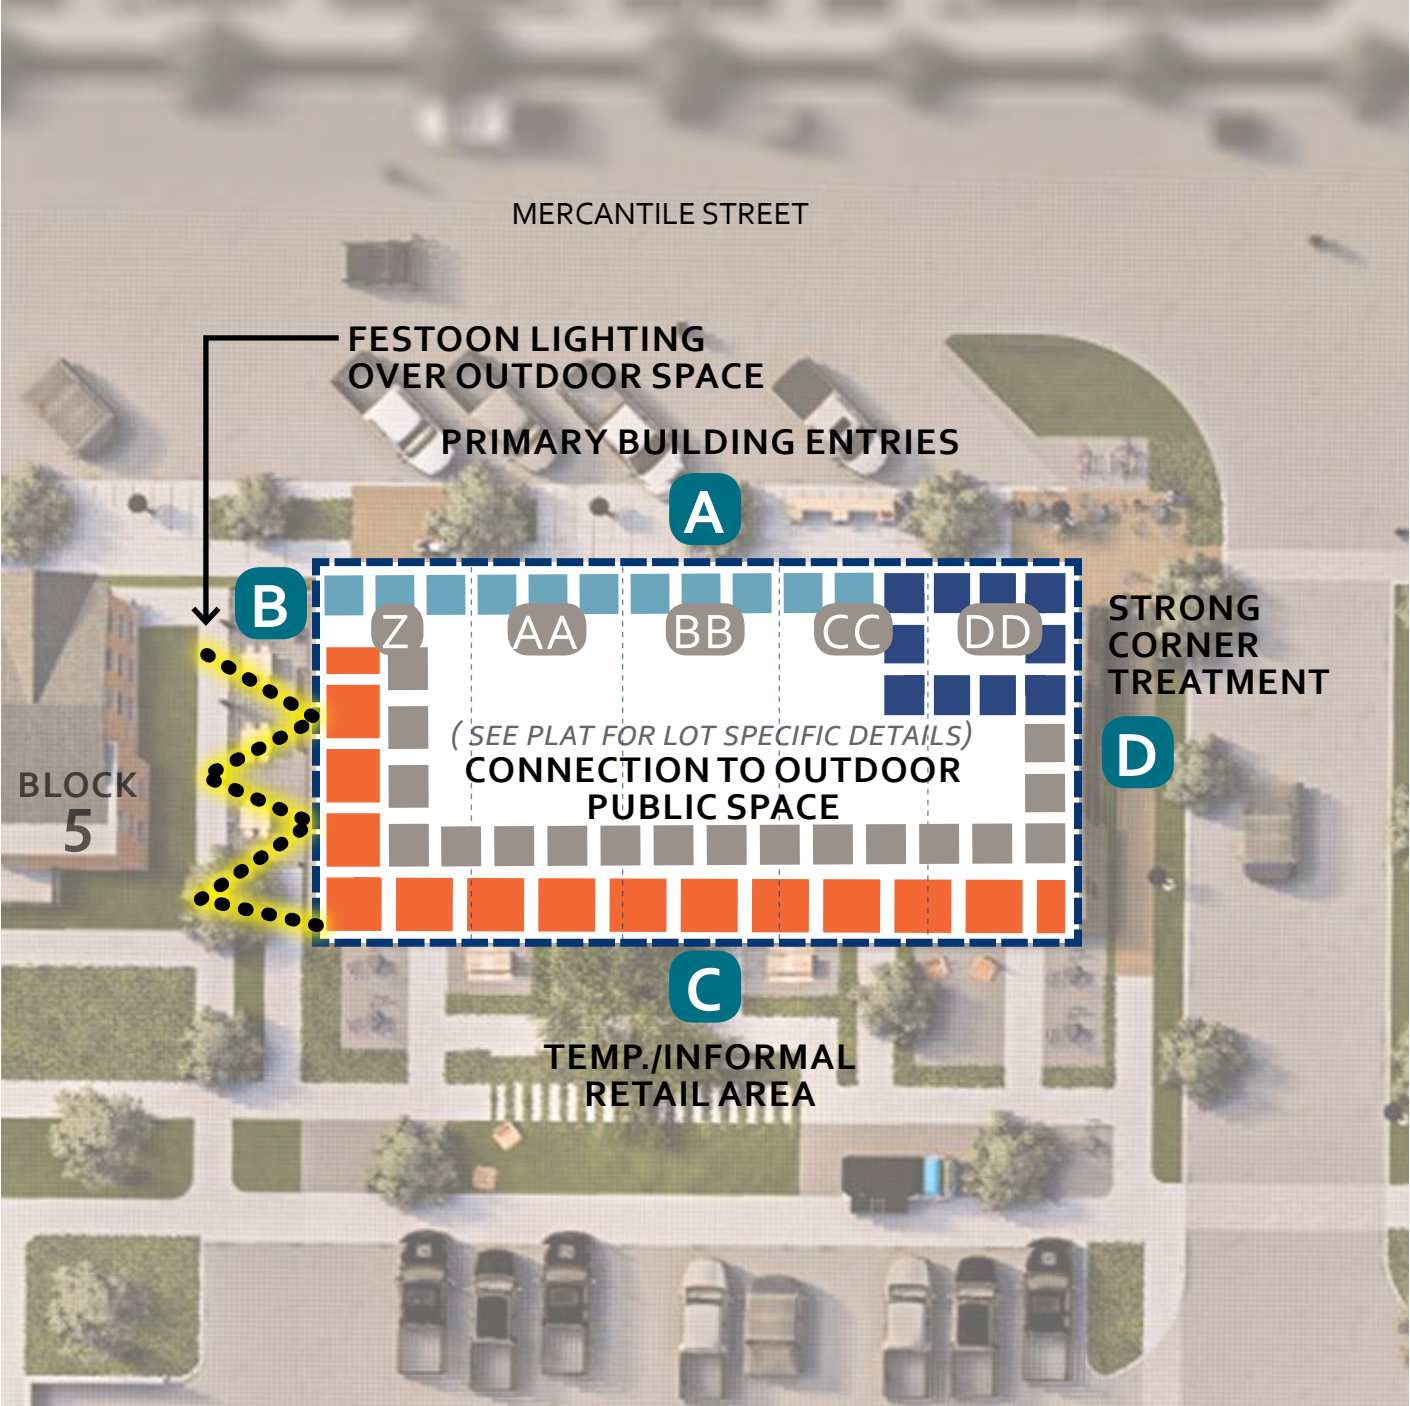 MERCANTILE STREET
FESTOON LIGHTING
OVER OUTDOOR SPACE
PRIMARY BUILDING ENTRIES
A
B
Z
AA
BB
CC
DD
STRONG
CORNER
TREATMENT
D
( SEE PLAT FOR LOT SPECIFIC DETAILS)
CONNECTION TO OUTDOOR
PUBLIC SPACE
BLOCK
5
C
TEMP./INFORMAL
RETAIL AREA